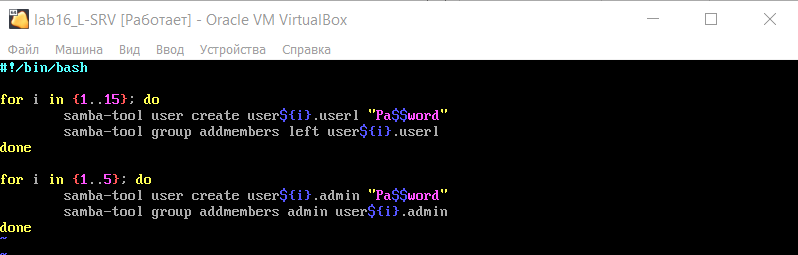 lab16_L-SRV [Работает] - Oracle VM VirtualBox
Файл Машина Вид Ввод Устройства Справка
#!/bin/bash
for i in {1..15}; do
samba-tool user create user${i}.userl "Pa$$word"
samba-tool group addmembers left user${i}.userl
done
for i in {1..5}; do
samba-tool user create user${i}.admin "Pa$$word"
samba-tool group addmembers admin user${i}.admin
done
~
~